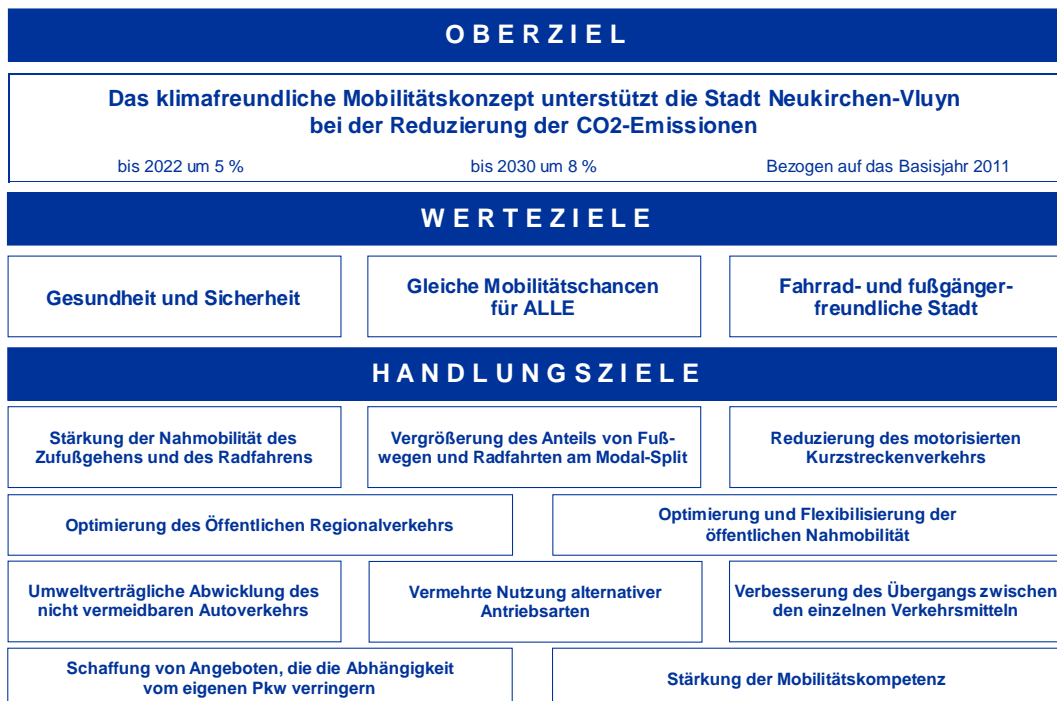 OBERZIEL
Das klimafreundliche Mobilitätskonzept unterstützt die Stadt Neukirchen-Vluyn
bei der Reduzierung der CO2-Emissionen
bis 2022 um 5 %
bis 2030 um 8 %
Bezogen auf das Basisjahr 2011
WERTEZIELE
Gesundheit und Sicherheit
Gleiche Mobilitätschancen
für ALLE
Fahrrad- und fußgänger-
freundliche Stadt
HANDLUNGSZIELE
Stärkung der Nahmobilität des
Zufußgehens und des Radfahrens
Vergrößerung des Anteils von Fuß-
wegen und Radfahrten am Modal-Split
Reduzierung des motorisierten
Kurzstreckenverkehrs
Optimierung des Öffentlichen Regionalverkehrs
Optimierung und Flexibilisierung der
öffentlichen Nahmobilität
Umweltverträgliche Abwicklung des
nicht vermeidbaren Autoverkehrs
Vermehrte Nutzung alternativer
Antriebsarten
Verbesserung des Übergangs zwischen
den einzelnen Verkehrsmitteln
Schaffung von Angeboten, die die Abhängigkeit
vom eigenen Pkw verringern
Stärkung der Mobilitätskompetenz